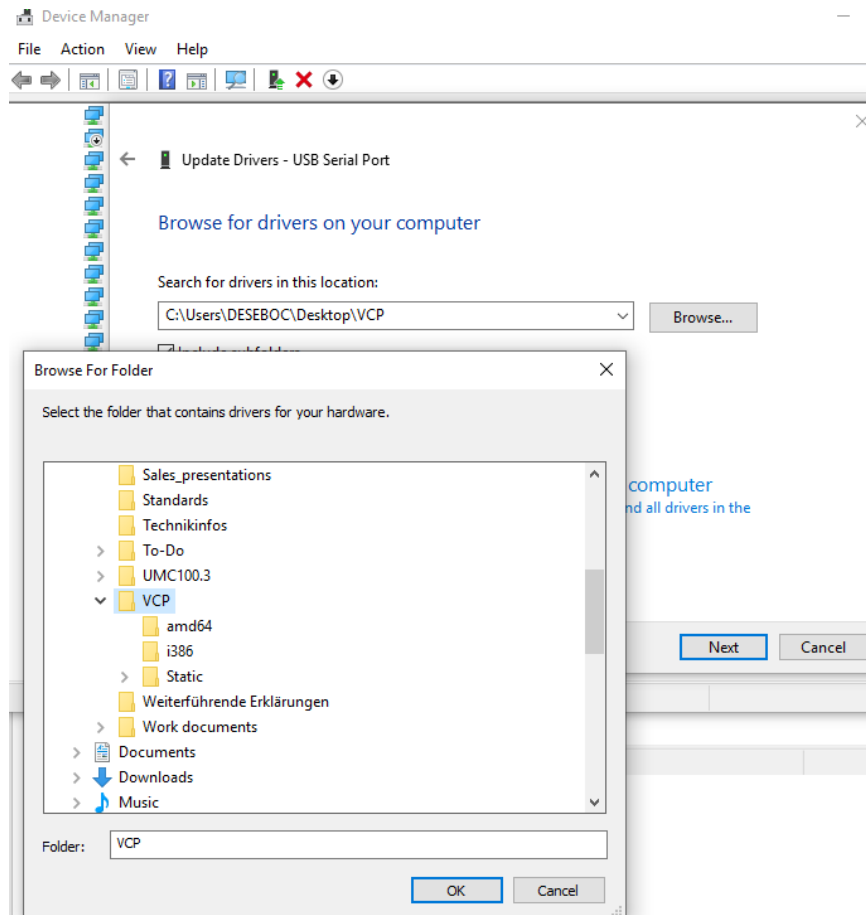 Device Manager
File Action View Help
Update Drivers - USB Serial Port
Browse for drivers on your computer
Search for drivers in this location:
C:\Users\DESEBOC\Desktop\VCP
Browse...
Include subfolders
Browse For Folder
Select the folder that contains drivers for your hardware.
Sales_presentations
Standards
Technikinfos
To-Do
UMC100.3
VCP
amd64
i386
Static
Weiterführende Erklärungen
Work documents
Documents
Downloads
Music
Folder: VCP
OK Cancel
computer
nd all drivers in the
Next Cancel